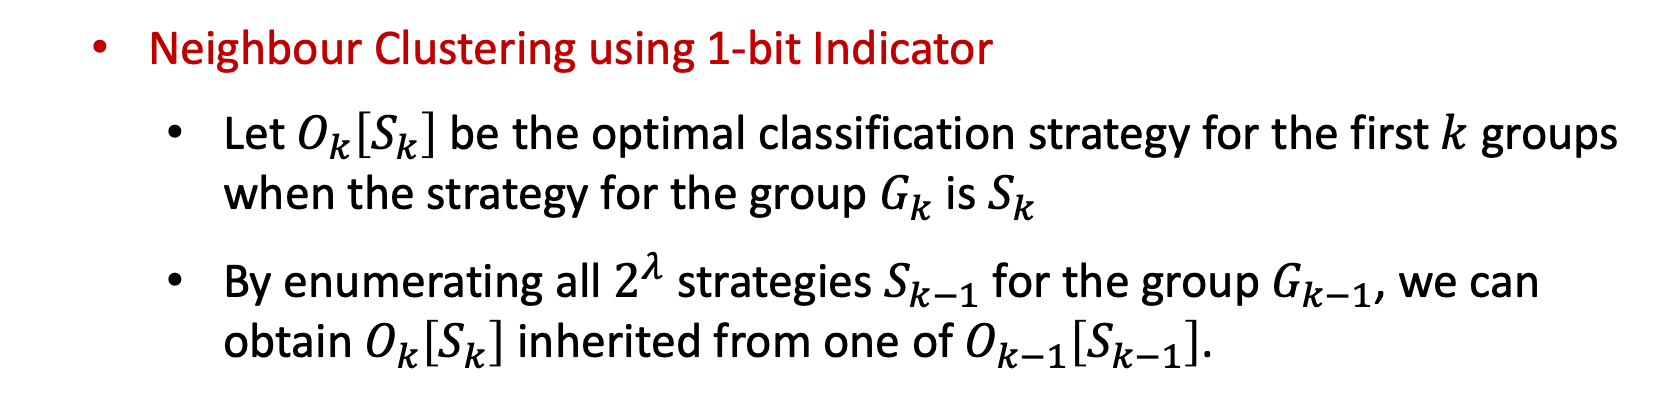 • Neighbour Clustering using 1-bit Indicator
• Let $O_k[S_k]$ be the optimal classification strategy for the first $k$ groups
when the strategy for the group $G_k$ is $S_k$
• By enumerating all $2^\lambda$ strategies $S_{k-1}$ for the group $G_{k-1}$, we can
obtain $O_k[S_k]$ inherited from one of $O_{k-1}[S_{k-1}]$.